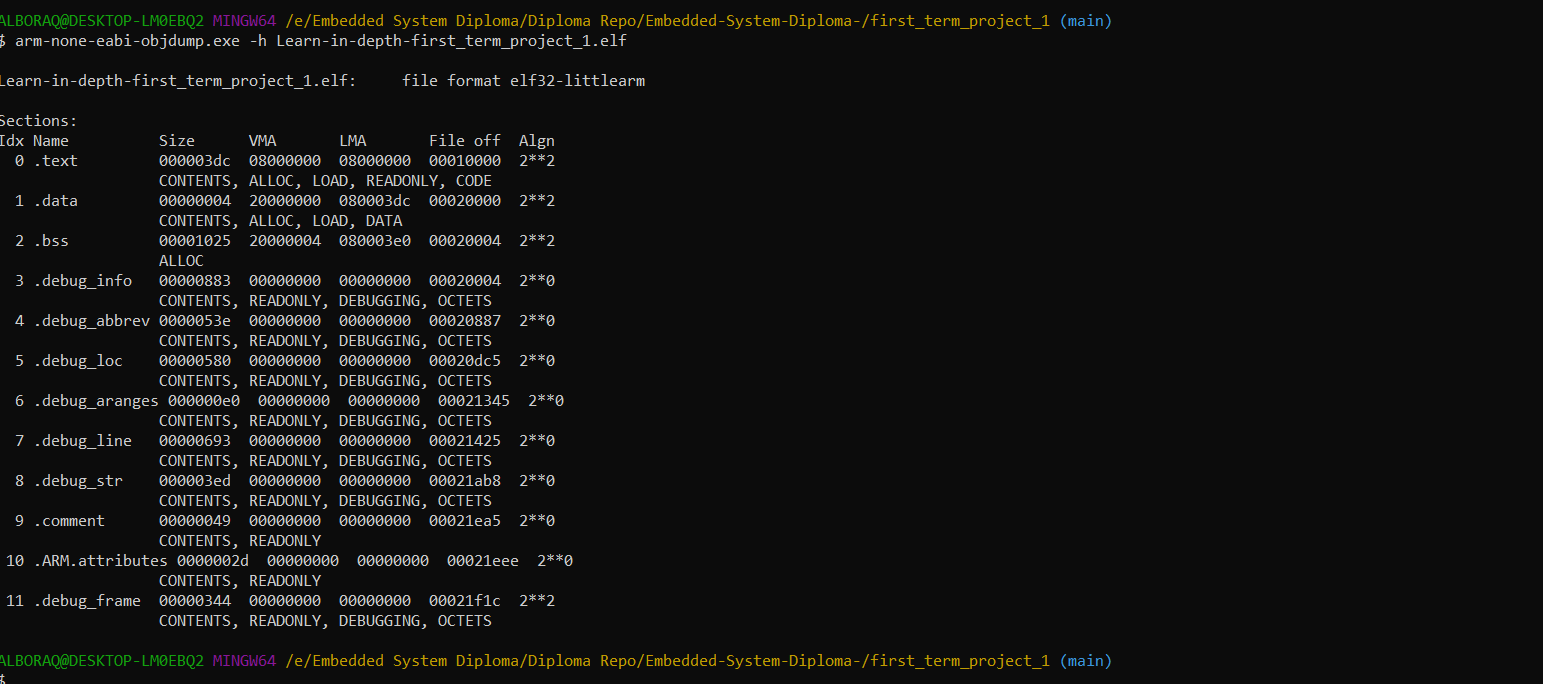 ALBORAQ@DESKTOP-LM0EBQ2 MINGW64 /e/Embedded System Diploma/Diploma Repo/Embedded-System-Diploma-/first_term_project_1 (main)
$ arm-none-eabi-objdump.exe -h Learn-in-depth-first_term_project_1.elf
Learn-in-depth-first_term_project_1.elf:     file format elf32-littlearm
Sections:
Idx Name          Size      VMA       LMA       File off  Algn
  0 .text         000003dc  08000000  08000000  00010000  2**2
                  CONTENTS, ALLOC, LOAD, READONLY, CODE
  1 .data         00000004  20000000  080003dc  00020000  2**2
                  CONTENTS, ALLOC, LOAD, DATA
  2 .bss          00001025  20000004  080003e0  00020004  2**2
                  ALLOC
  3 .debug_info   00000883  00000000  00000000  00020004  2**0
                  CONTENTS, READONLY, DEBUGGING, OCTETS
  4 .debug_abbrev 0000053e  00000000  00000000  00020887  2**0
                  CONTENTS, READONLY, DEBUGGING, OCTETS
  5 .debug_loc    00000580  00000000  00000000  00020dc5  2**0
                  CONTENTS, READONLY, DEBUGGING, OCTETS
  6 .debug_aranges 000000e0  00000000  00000000  00021345  2**0
                  CONTENTS, READONLY, DEBUGGING, OCTETS
  7 .debug_line   00000693  00000000  00000000  00021425  2**0
                  CONTENTS, READONLY, DEBUGGING, OCTETS
  8 .debug_str    000003ed  00000000  00000000  00021ab8  2**0
                  CONTENTS, READONLY, DEBUGGING, OCTETS
  9 .comment      00000049  00000000  00000000  00021ea5  2**0
                  CONTENTS, READONLY
 10 .ARM.attributes 0000002d  00000000  00000000  00021eee  2**0
                  CONTENTS, READONLY
 11 .debug_frame  00000344  00000000  00000000  00021f1c  2**2
                  CONTENTS, READONLY, DEBUGGING, OCTETS
ALBORAQ@DESKTOP-LM0EBQ2 MINGW64 /e/Embedded System Diploma/Diploma Repo/Embedded-System-Diploma-/first_term_project_1 (main)
$